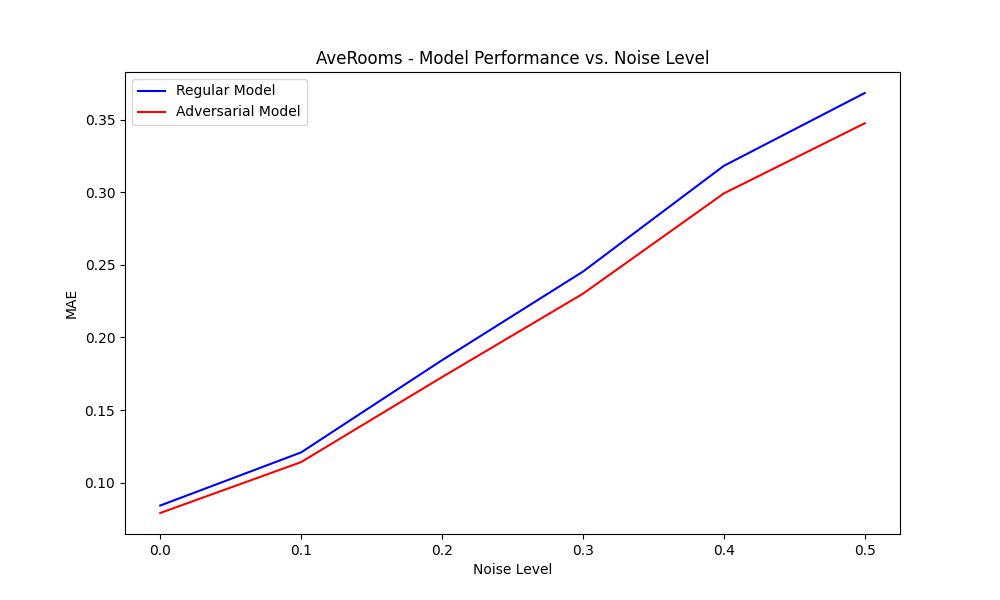 AveRooms - Model Performance vs. Noise Level
Regular Model
Adversarial Model
0.35
0.30
0.25
0.20
0.15
0.10
MAE
0.0 0.1 0.2 0.3 0.4 0.5
Noise Level